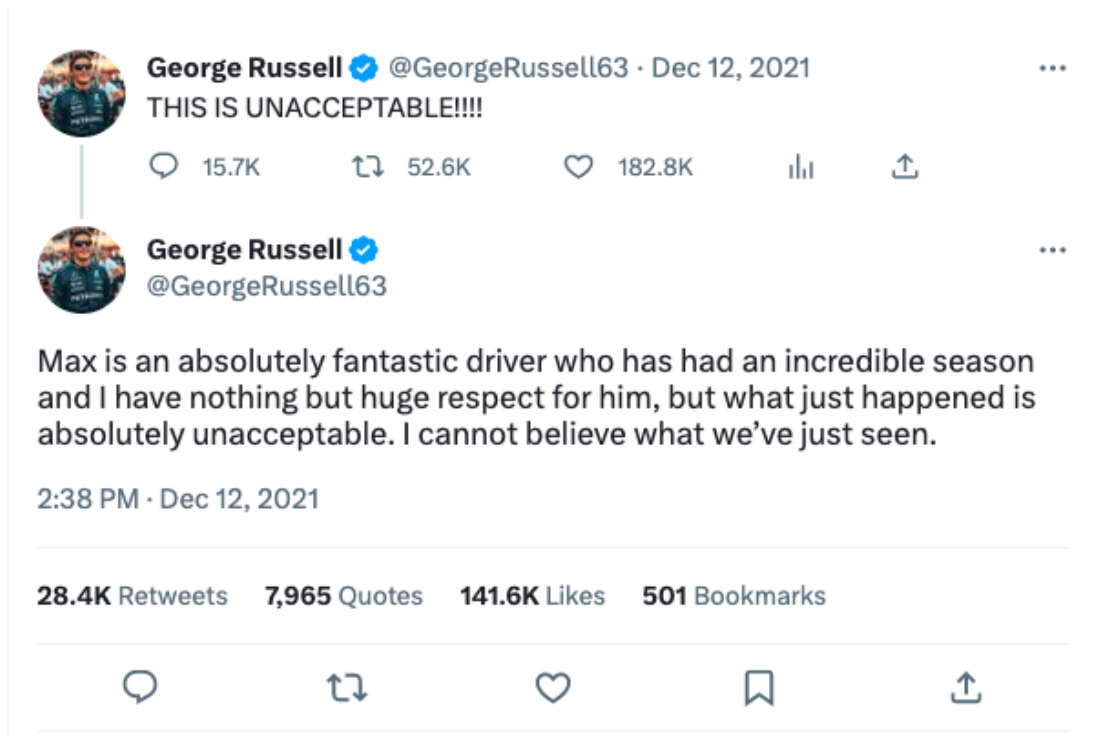 George Russell @GeorgeRussell63 · Dec 12, 2021
THIS IS UNACCEPTABLE!!!!
15.7K 52.6K 182.8K
George Russell
@GeorgeRussell63
Max is an absolutely fantastic driver who has had an incredible season
and I have nothing but huge respect for him, but what just happened is
absolutely unacceptable. I cannot believe what we’ve just seen.
2:38 PM · Dec 12, 2021
28.4K Retweets 7,965 Quotes 141.6K Likes 501 Bookmarks